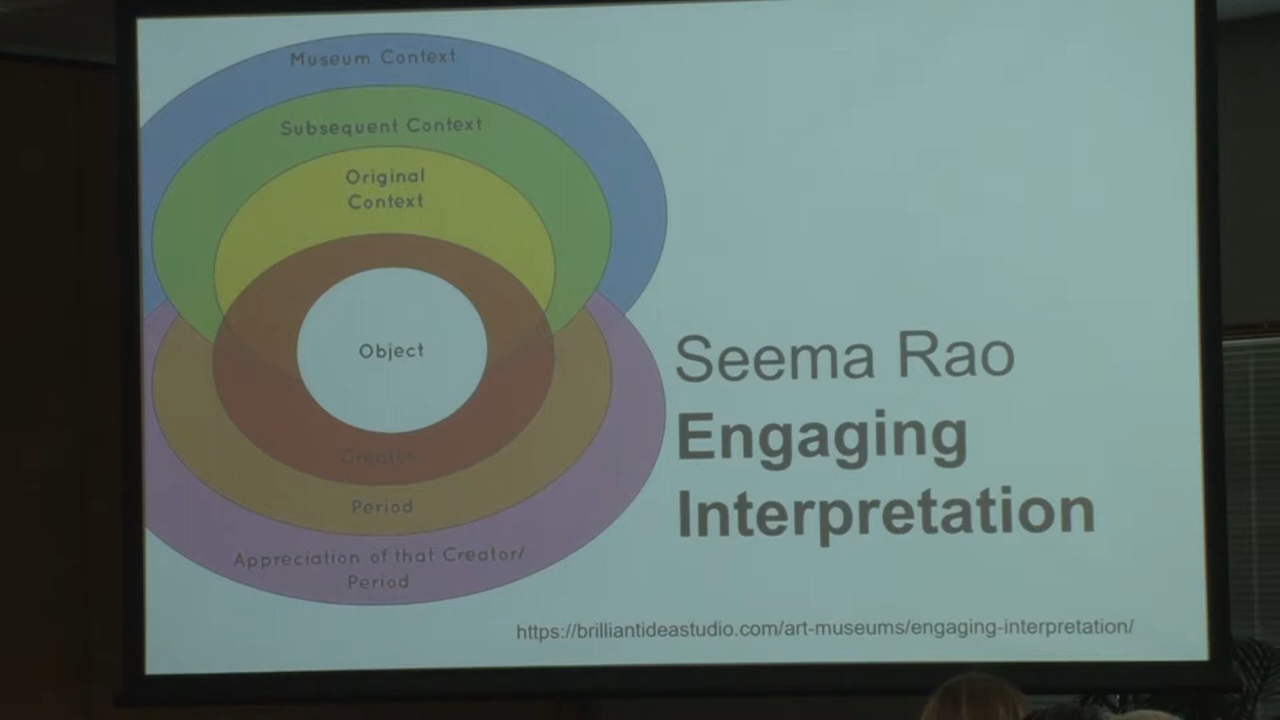 Museum Context
Subsequent Context
Original
Context
Object
Creator
Period
Appreciation of that Creator/
Period
Seema Rao
Engaging
Interpretation
https://brilliantideastudio.com/art-museums/engaging-interpretation/